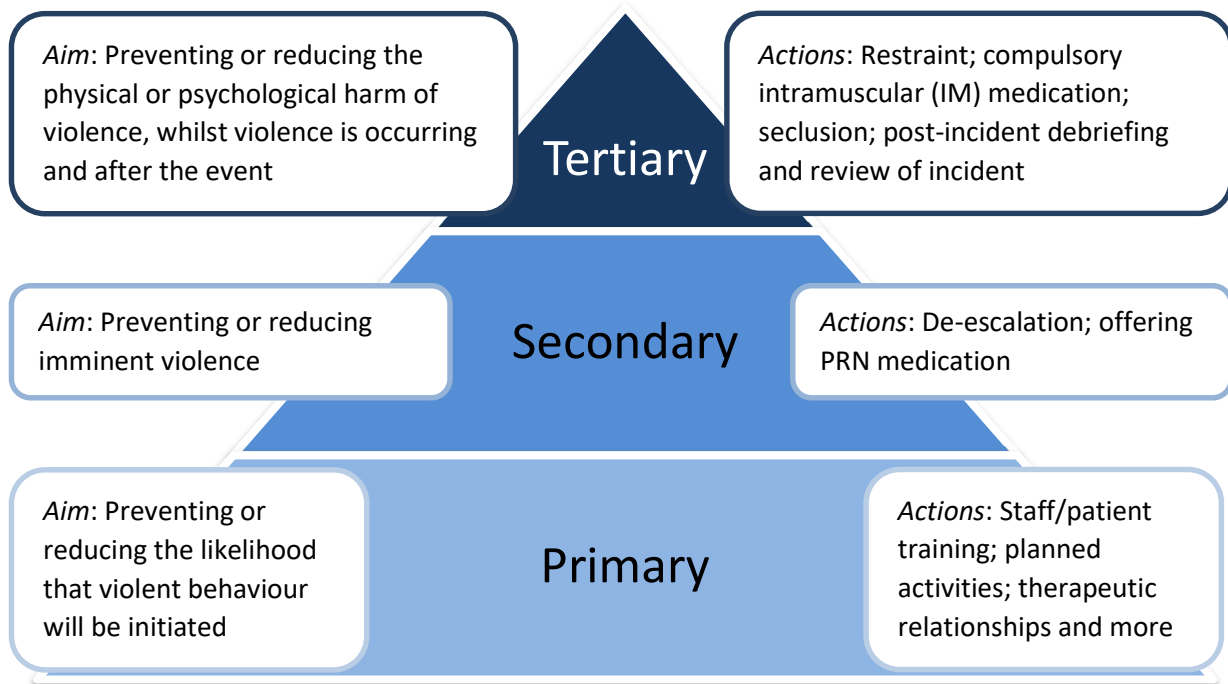 Aim: Preventing or reducing the
physical or psychological harm of
violence, whilst violence is occurring
and after the event
Tertiary
Actions: Restraint; compulsory
intramuscular (IM) medication;
seclusion; post-incident debriefing
and review of incident
Aim: Preventing or reducing
imminent violence
Secondary
Actions: De-escalation; offering
PRN medication
Aim: Preventing or
reducing the likelihood
that violent behaviour
will be initiated
Primary
Actions: Staff/patient
training; planned
activities; therapeutic
relationships and more